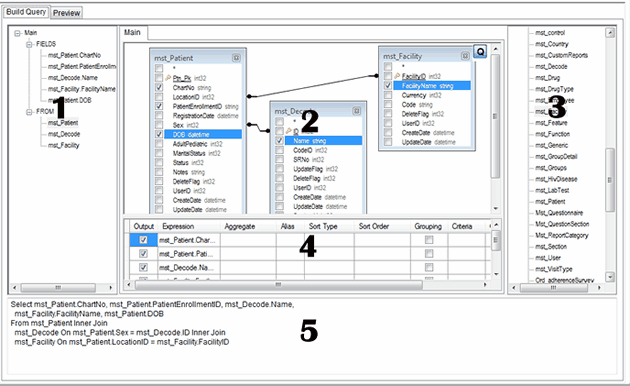 Build Query Preview
Main
FIELDS
mst_Patient.ChartNo
mst_Patient.PatientEnrollmentI
mst_Decode.Name
mst_Facility.FacilityName
mst_Patient.DOB
FROM
mst_Patient
mst_Decode
mst_Facility
1
Main
mst_Patient
*
Ptn_Pk int32
ChartNo string
LocationID int32
PatientEnrollmentID string
RegistrationDate datetime
Sex int32
DOB datetime
AdultPediatric int32
MaritalStatus int32
Status int32
Notes string
DeleteFlag int32
UserID int32
CreateDate datetime
UpdateDate datetime
mst_Decode
*
ID
Name string
CodeID int32
SRNo int32
UpdateFlag int32
DeleteFlag int32
UserID int32
CreateDate datetime
UpdateDate datetime
2
mst_Facility
*
FacilityID int32
FacilityName string
Currency int32
Code string
DeleteFlag int32
UserID int32
CreateDate datetime
UpdateDate datetime
Q
mst_control
mst_Country
mst_CustomReports
mst_Decode
mst_Drug
mst_DrugType
mst_Feature
mst_Function
mst_Generic
mst_GroupDetail
mst_Groups
mst_HivDisease
mst_LabTest
mst_Patient
Mst_Questionnaire
mst_QuestionSection
Mst_ReportCategory
mst_Section
mst_User
mst_VisitType
Ord_adherenceSurvey
3
Output Expression Aggregate Alias Sort Type Sort Order Grouping Criteria
mst_Patient.Char...
mst_Patient.Pati...
mst_Decode.Na...
4
Select mst_Patient.ChartNo, mst_Patient.PatientEnrollmentID, mst_Decode.Name,
mst_Facility.FacilityName, mst_Patient.DOB
From mst_Patient Inner Join
mst_Decode On mst_Patient.Sex = mst_Decode.ID Inner Join
mst_Facility On mst_Patient.LocationID = mst_Facility.FacilityID
5